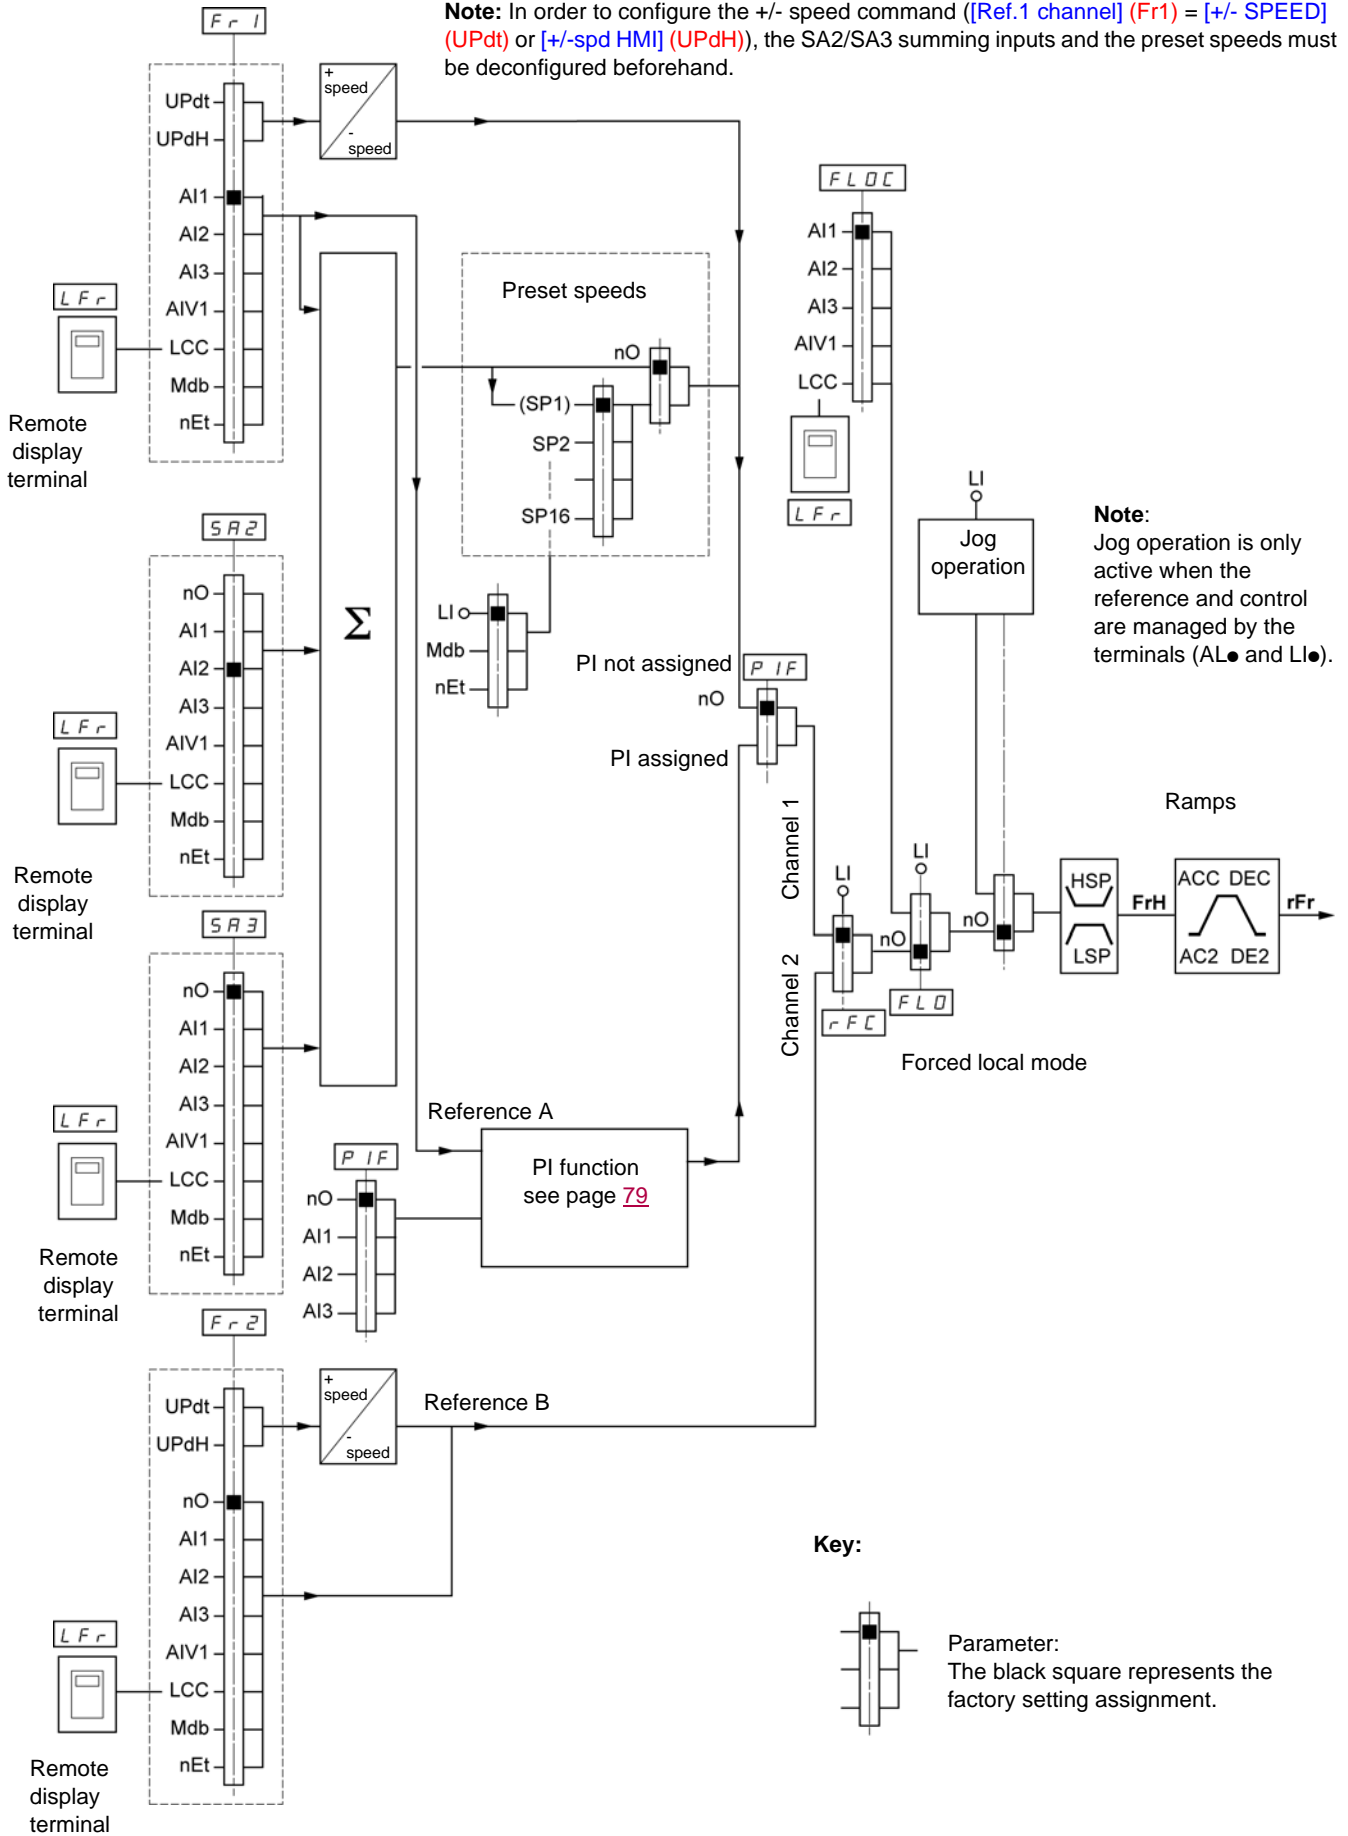 Note: In order to configure the +/- speed command ([Ref.1 channel] (Fr1) = [+/- SPEED]
(UPdt) or [+/-spd HMI] (UPdH)), the SA2/SA3 summing inputs and the preset speeds must
be deconfigured beforehand.
Fr1
UPdt
UPdH
AI1
AI2
AI3
AIV1
LCC
Mdb
nEt
LFr
Remote
display
terminal
+
speed
-
speed
SA2
nO
AI1
AI2
AI3
AIV1
LCC
Mdb
nEt
LFr
Remote
display
terminal
SA3
nO
AI1
AI2
AI3
AIV1
LCC
Mdb
nEt
LFr
Remote
display
terminal
Σ
Preset speeds
nO
(SP1)
SP2
SP16
LI
Mdb
nEt
PI not assigned
PIF
nO
PI assigned
Channel 1
Channel 2
FLOC
AI1
AI2
AI3
AIV1
LCC
LFr
LI
Jog
operation
Note:
Jog operation is only
active when the
reference and control
are managed by the
terminals (AL● and LI●).
LI
nO
rFC
LI
nO
FLO
Forced local mode
HSP
LSP
FrH
Ramps
ACC DEC
AC2 DE2
rFr
Reference A
PIF
nO
AI1
AI2
AI3
PI function
see page 79
Fr2
UPdt
UPdH
nO
AI1
AI2
AI3
AIV1
LCC
Mdb
nEt
LFr
Remote
display
terminal
+
speed
-
speed
Reference B
Key:
Parameter:
The black square represents the
factory setting assignment.